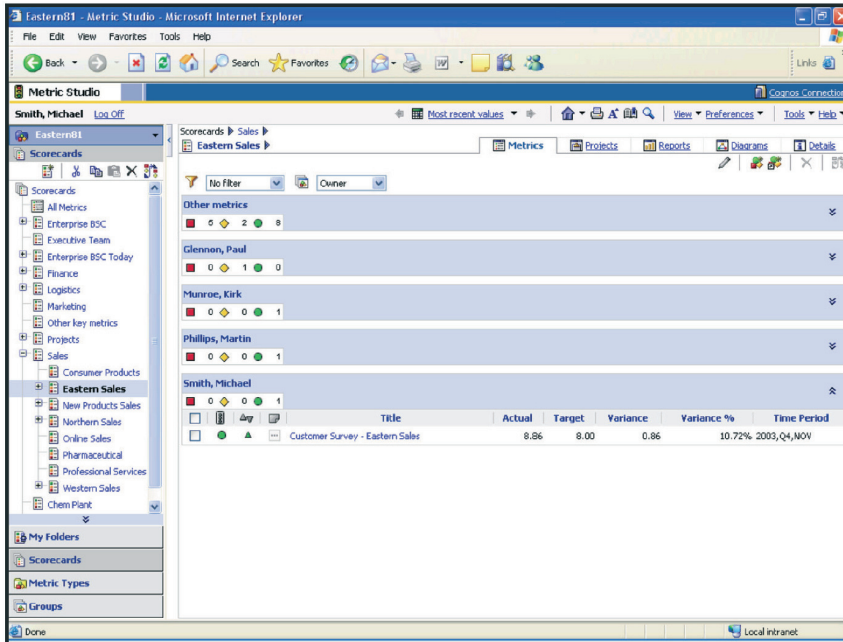 Eastern81 - Metric Studio - Microsoft Internet Explorer
File Edit View Favorites Tools Help
Back Search Favorites Links
Metric Studio Cognos Connection
Smith, Michael Log Off Most recent values View Preferences Tools Help
Eastern81
Scorecards
Scorecards
All Metrics
Enterprise BSC
Executive Team
Enterprise BSC Today
Finance
Logistics
Marketing
Other key metrics
Projects
Sales
Consumer Products
Eastern Sales
New Products Sales
Northern Sales
Online Sales
Pharmaceutical
Professional Services
Western Sales
Chem Plant
My Folders
Scorecards
Metric Types
Groups
Scorecards Sales
Eastern Sales Metrics Projects Reports Diagrams Details
No filter Owner
Other metrics
2 8
Glennon, Paul
0 1 0
Munroe, Kirk
0 0 1
Phillips, Martin
0 0 1
Smith, Michael
0 0 1
Title Actual Target Variance Variance % Time Period
Customer Survey - Eastern Sales 8.86 8.00 0.86 10.72% 2003,Q4,NOV
Done Local intranet